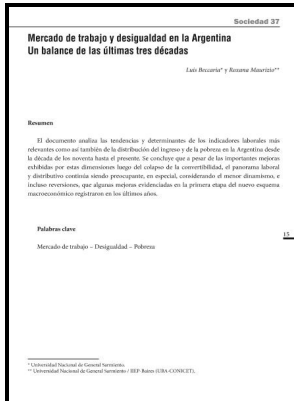 Sociedad 37
Mercado de trabajo y desigualdad en la Argentina
Un balance de las últimas tres décadas
Luis Beccaria* y Roxana Maurizio**
Resumen
El documento analiza las tendencias y determinantes de los indicadores laborales más
relevantes como así también de la distribución del ingreso y de la pobreza en la Argentina desde
la década de los noventa hasta el presente. Se concluye que a pesar de las importantes mejoras
exhibidas por estas dimensiones luego del colapso de la convertibilidad, el panorama laboral
y distributivo continúa siendo preocupante, en especial, considerando el menor dinamismo, e
incluso reversiones, que algunas mejoras evidenciadas en la primera etapa del nuevo esquema
macroeconómico registraron en los últimos años.
Palabras clave
Mercado de trabajo – Desigualdad – Pobreza
15
* Universidad Nacional de General Sarmiento.
** Universidad Nacional de General Sarmiento / IIEP-Baires (UBA-CONICET).